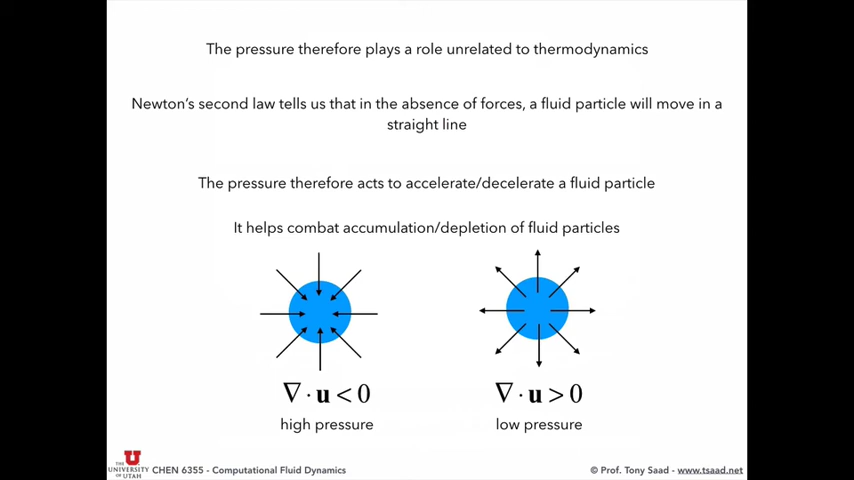 The pressure therefore plays a role unrelated to thermodynamics
Newton's second law tells us that in the absence of forces, a fluid particle will move in a
straight line
The pressure therefore acts to accelerate/decelerate a fluid particle
It helps combat accumulation/depletion of fluid particles
∇ · u < 0
∇ · u > 0
high pressure
low pressure
THE
UNIVERSITY
OF UTAH
CHEN 6355 - Computational Fluid Dynamics
© Prof. Tony Saad - www.tsaad.net